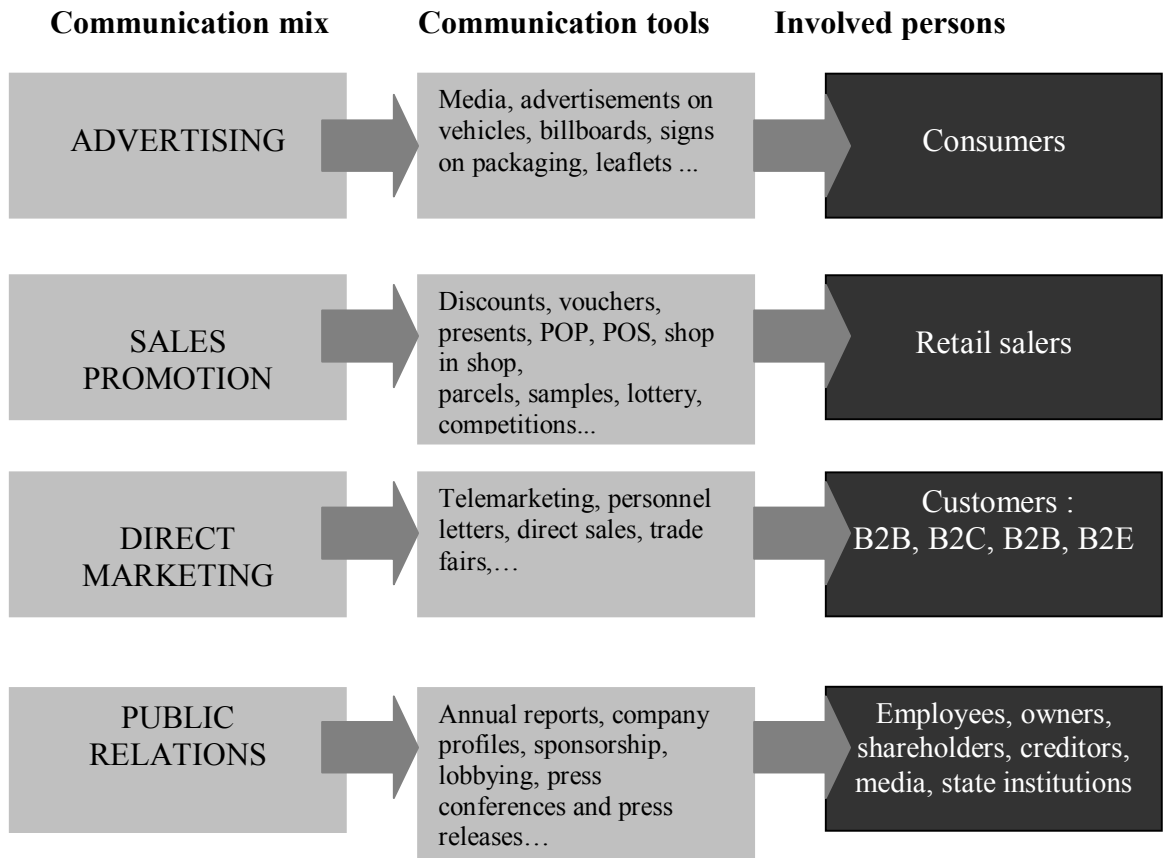 Communication mix Communication tools Involved persons
ADVERTISING
Media, advertisements on
vehicles, billboards, signs
on packaging, leaflets ...
Consumers
SALES
PROMOTION
Discounts, vouchers,
presents, POP, POS, shop
in shop,
parcels, samples, lottery,
competitions...
Retail salers
DIRECT
MARKETING
Telemarketing, personnel
letters, direct sales, trade
fairs,…
Customers :
B2B, B2C, B2B, B2E
PUBLIC
RELATIONS
Annual reports, company
profiles, sponsorship,
lobbying, press
conferences and press
releases…
Employees, owners,
shareholders, creditors,
media, state institutions